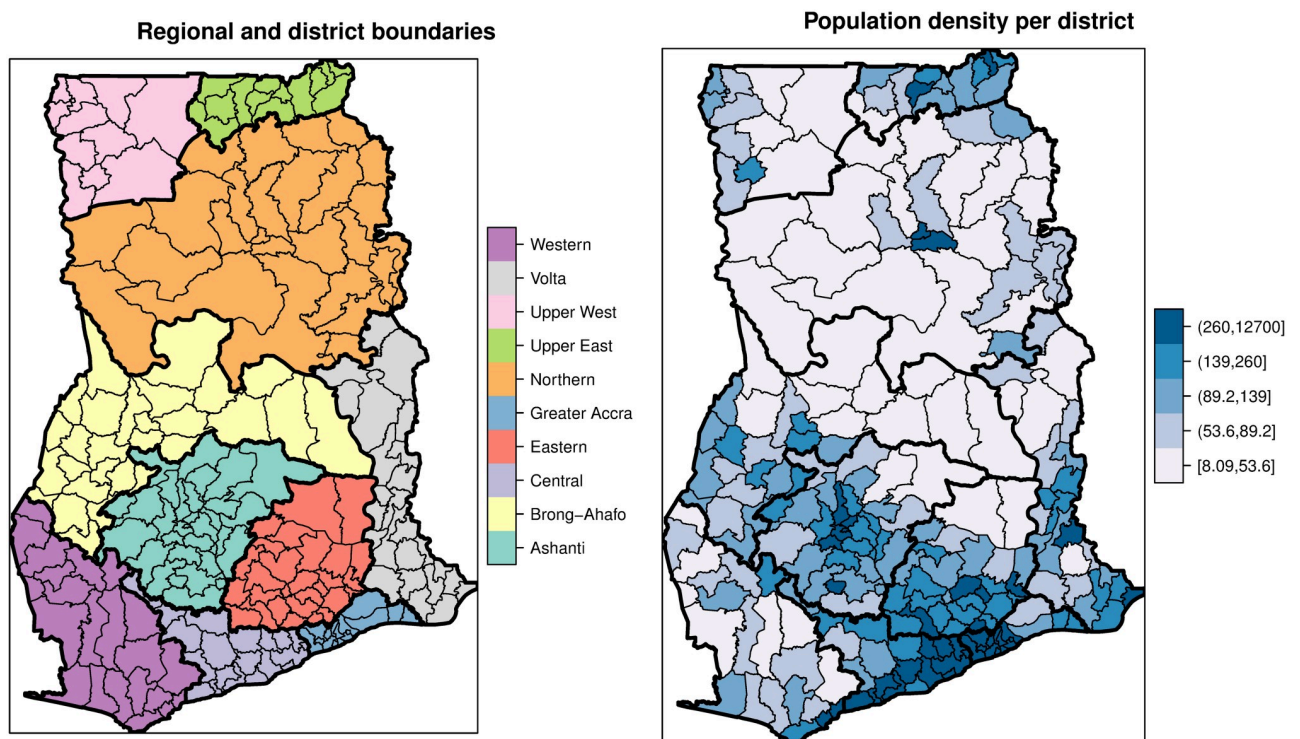 Regional and district boundaries
Western
Volta
Upper West
Upper East
Northern
Greater Accra
Eastern
Central
Brong–Ahafo
Ashanti
Population density per district
(260,12700]
(139,260]
(89.2,139]
(53.6,89.2]
[8.09,53.6]